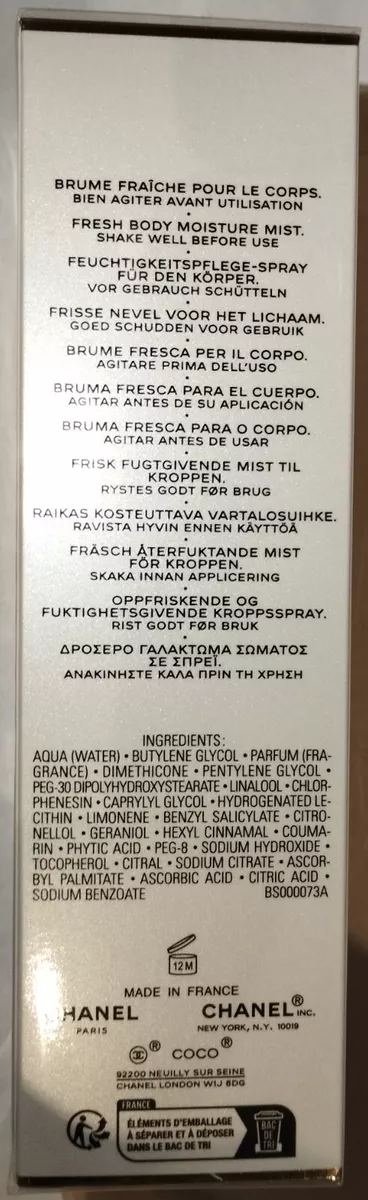 BRUME FRAÎCHE POUR LE CORPS.
BIEN AGITER AVANT UTILISATION
•
FRESH BODY MOISTURE MIST.
SHAKE WELL BEFORE USE
•
FEUCHTIGKEITSPFLEGE-SPRAY
FÜR DEN KÖRPER.
VOR GEBRAUCH SCHÜTTELN
•
FRISSE NEVEL VOOR HET LICHAAM.
GOED SCHUDDEN VOOR GEBRUIK
•
BRUME FRESCA PER IL CORPO.
AGITARE PRIMA DELL'USO
•
BRUMA FRESCA PARA EL CUERPO.
AGITAR ANTES DE SU APLICACIÓN
•
BRUMA FRESCA PARA O CORPO.
AGITAR ANTES DE USAR
•
FRISK FUGTGIVENDE MIST TIL
KROPPEN.
RYSTES GODT FØR BRUG
•
RAIKAS KOSTEUTTAVA VARTALOSUIHKE.
RAVISTA HYVIN ENNEN KÄYTTÖÄ
•
FRÄSCH ÅTERFUKTANDE MIST
FÖR KROPPEN.
SKAKA INNAN APPLICERING
•
OPPFRISKENDE OG
FUKTIGHETSGIVENDE KROPPSSPRAY.
RIST GODT FØR BRUK
•
ΔΡΟΣΕΡΟ ΓΑΛΑΚΤΩΜΑ ΣΩΜΑΤΟΣ
ΣΕ ΣΠΡΕΪ.
ΑΝΑΚΙΝΗΣΤΕ ΚΑΛΑ ΠΡΙΝ ΤΗ ΧΡΗΣΗ
INGREDIENTS:
AQUA (WATER) • BUTYLENE GLYCOL • PARFUM (FRA-
GRANCE) • DIMETHICONE • PENTYLENE GLYCOL •
PEG-30 DIPOLYHYDROXYSTEARATE • LINALOOL • CHLOR-
PHENESIN • CAPRYLYL GLYCOL • HYDROGENATED LE-
CITHIN • LIMONENE • BENZYL SALICYLATE • CITRO-
NELLOL • GERANIOL • HEXYL CINNAMAL • COUMA-
RIN • PHYTIC ACID • PEG-8 • SODIUM HYDROXIDE •
TOCOPHEROL • CITRAL • SODIUM CITRATE • ASCOR-
BYL PALMITATE • ASCORBIC ACID • CITRIC ACID •
SODIUM BENZOATE BS000073A
12 M
MADE IN FRANCE
CHANEL CHANEL® INC.
PARIS NEW YORK, N.Y. 10019
® COCO®
92200 NEUILLY SUR SEINE
CHANEL LONDON W1J 6DG
FRANCE
ÉLÉMENTS D'EMBALLAGE
À SÉPARER ET À DÉPOSER
DANS LE BAC DE TRI
BAC
DE
TRI